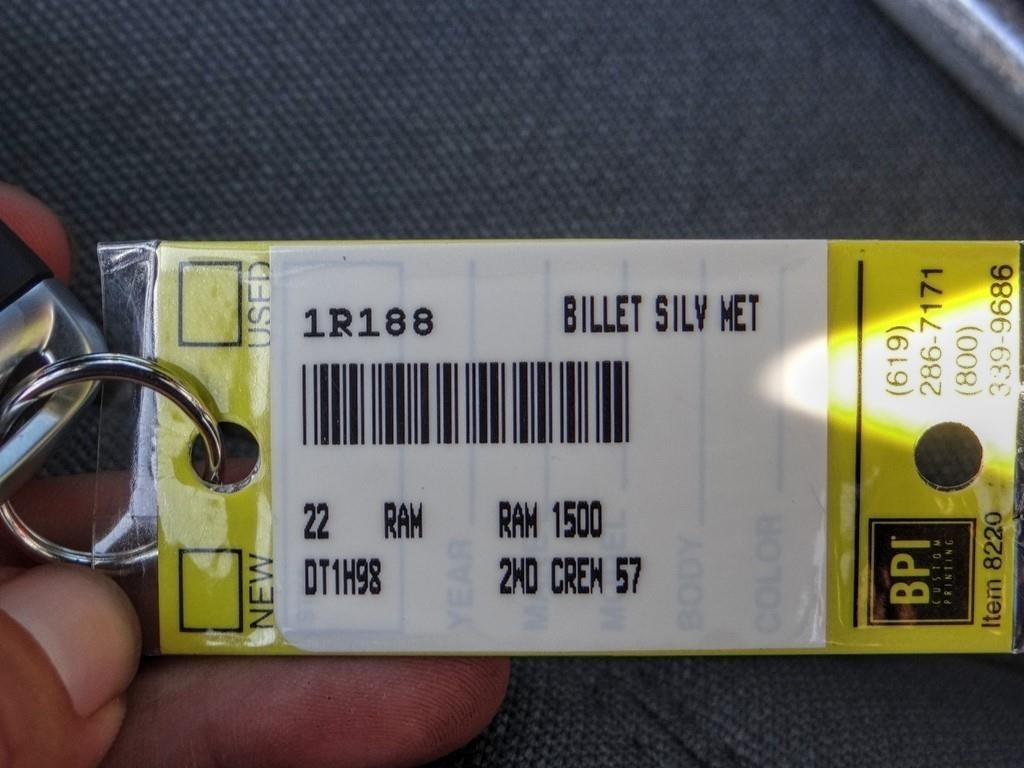 USED
NEW
1R188
BILLET SILV MET
22 RAM RAM 1500
DT1H98 2WD CREW 57
YEAR
MODEL
BODY
COLOR
(619)
286-7171
(800)
339-9686
BPI
CUSTOM
PRINTING
Item 8220